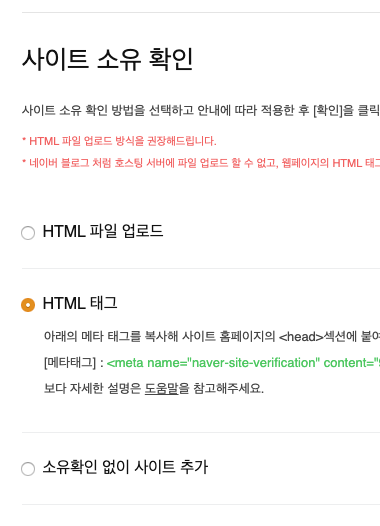 사이트 소유 확인
사이트 소유 확인 방법을 선택하고 안내에 따라 적용한 후 [확인]을 클릭
* HTML 파일 업로드 방식을 권장해드립니다.
* 네이버 블로그 처럼 호스팅 서버에 파일 업로드 할 수 없고, 웹페이지의 HTML 태그
HTML 파일 업로드
HTML 태그
아래의 메타 태그를 복사해 사이트 홈페이지의 <head>섹션에 붙여
[메타태그] : <meta name="naver-site-verification" content="
보다 자세한 설명은 도움말을 참고해주세요.
소유확인 없이 사이트 추가